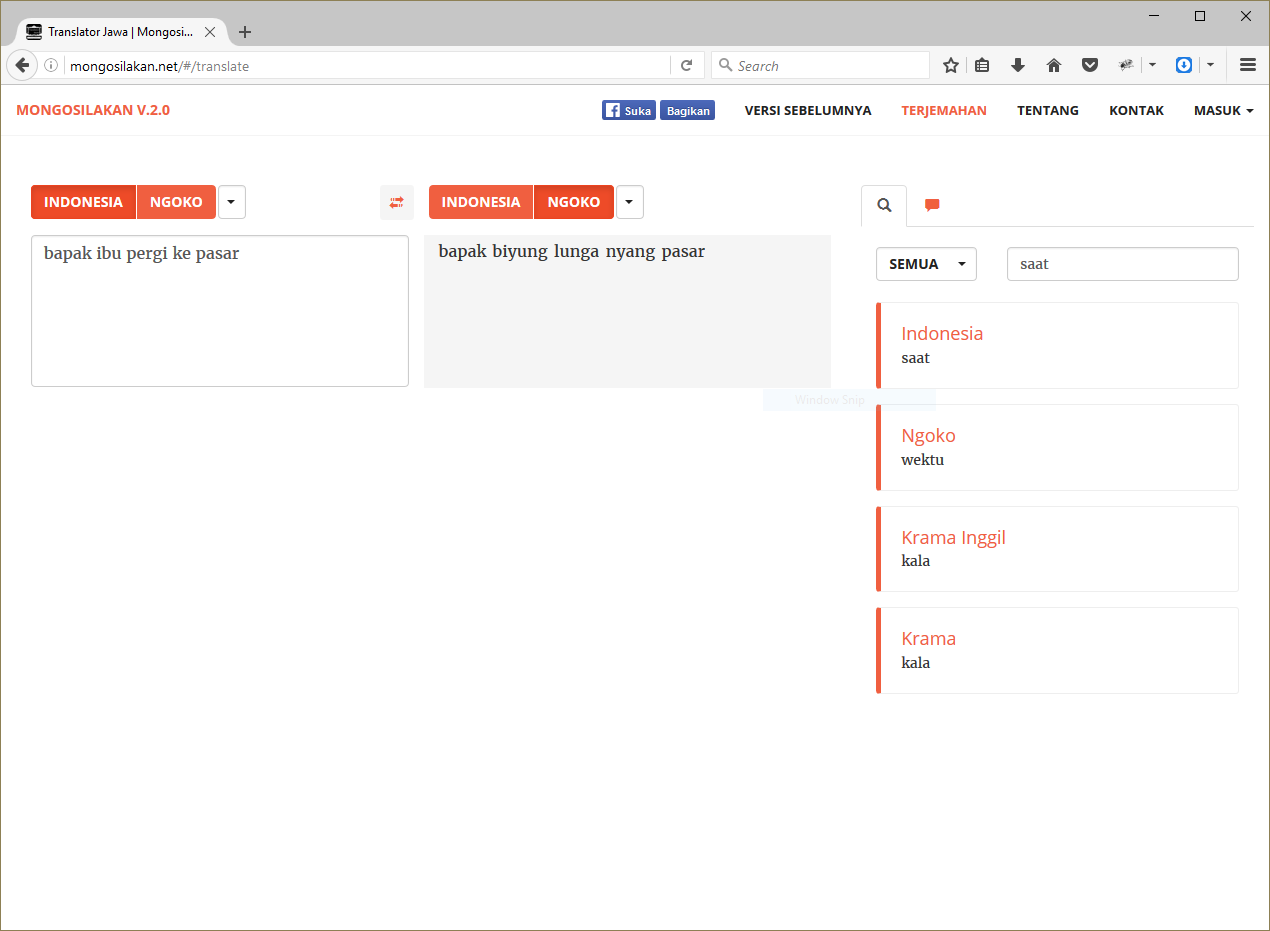 Translator Jawa | Mongosi...
mongosilakan.net/#/translate
Search
MONGOSILAKAN V.2.0
Suka
Bagikan
VERSI SEBELUMNYA
TERJEMAHAN
TENTANG
KONTAK
MASUK
INDONESIA
NGOKO
INDONESIA
NGOKO
bapak ibu pergi ke pasar
bapak biyung lunga nyang pasar
SEMUA
saat
Indonesia
saat
Window Snip
Ngoko
wektu
Krama Inggil
kala
Krama
kala